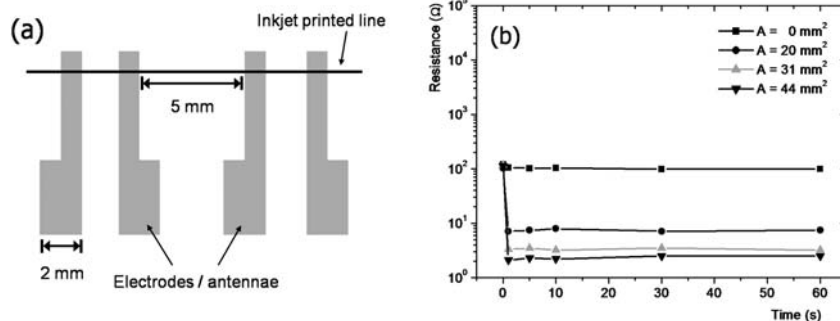 (a)
Inkjet printed line
5 mm
2 mm
Electrodes / antennae
(b)
Resistance (Ω)
A = 0 mm²
A = 20 mm²
A = 31 mm²
A = 44 mm²
10⁵
10⁴
10³
10²
10¹
10⁰
0 10 20 30 40 50 60
Time (s)